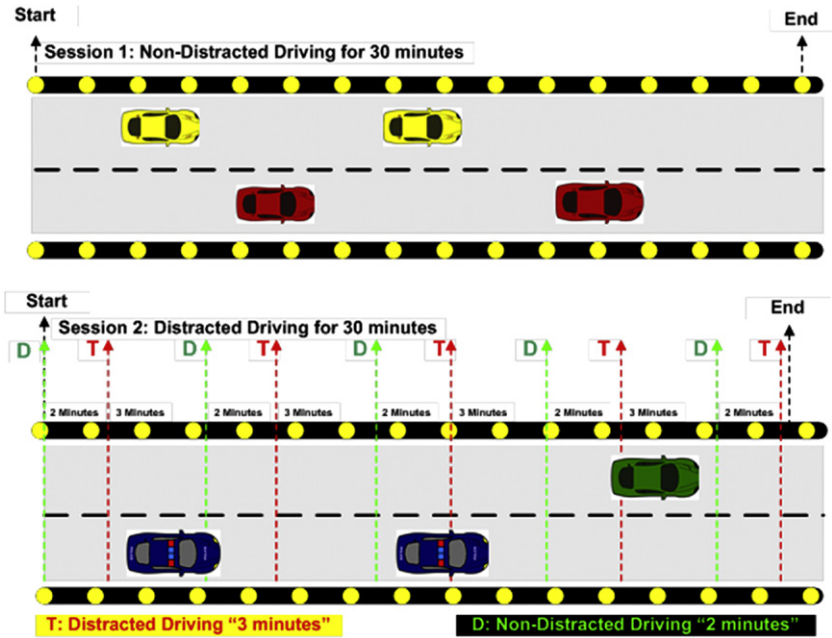 Start
End
Session 1: Non-Distracted Driving for 30 minutes
Start
End
Session 2: Distracted Driving for 30 minutes
D T D T D T D T D T
2 Minutes 3 Minutes 2 Minutes 3 Minutes 2 Minutes 3 Minutes 2 Minutes 3 Minutes 2 Minutes
T: Distracted Driving “3 minutes”
D: Non-Distracted Driving “2 minutes”